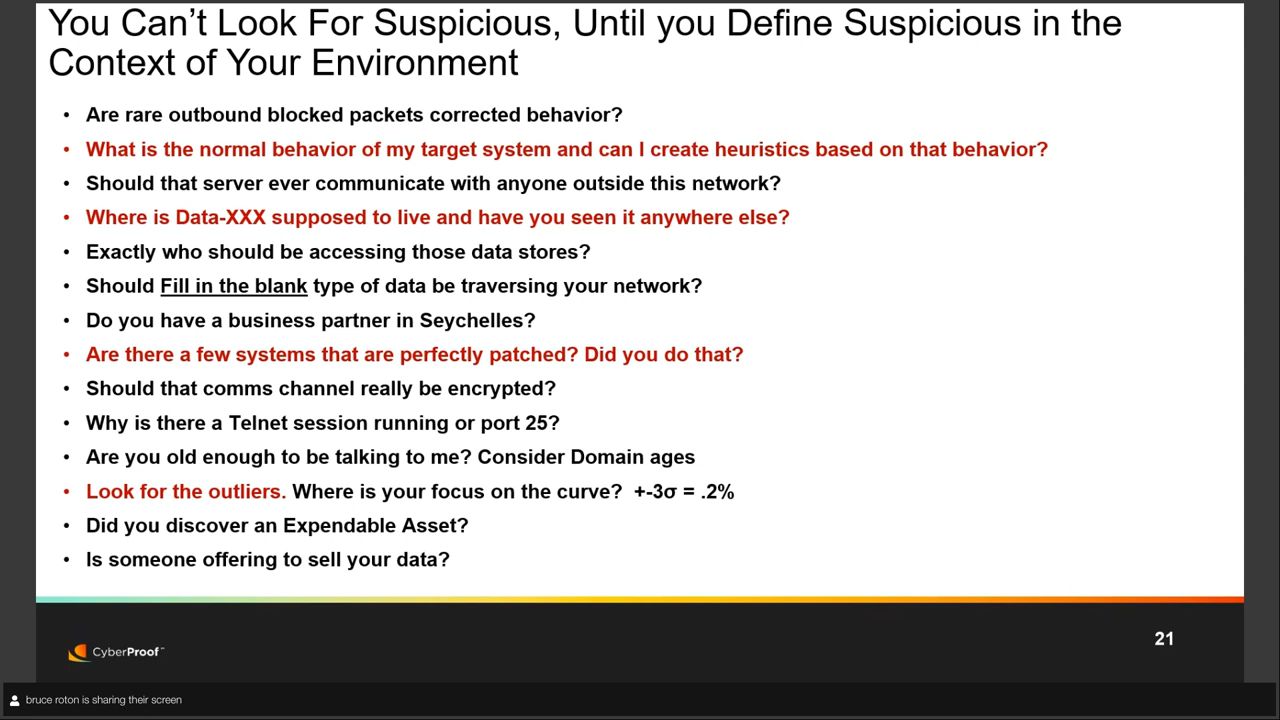 You Can’t Look For Suspicious, Until you Define Suspicious in the
Context of Your Environment
• Are rare outbound blocked packets corrected behavior?
• What is the normal behavior of my target system and can I create heuristics based on that behavior?
• Should that server ever communicate with anyone outside this network?
• Where is Data-XXX supposed to live and have you seen it anywhere else?
• Exactly who should be accessing those data stores?
• Should Fill in the blank type of data be traversing your network?
• Do you have a business partner in Seychelles?
• Are there a few systems that are perfectly patched? Did you do that?
• Should that comms channel really be encrypted?
• Why is there a Telnet session running or port 25?
• Are you old enough to be talking to me? Consider Domain ages
• Look for the outliers. Where is your focus on the curve? +-3σ = .2%
• Did you discover an Expendable Asset?
• Is someone offering to sell your data?
21
CyberProof™
bruce roton is sharing their screen